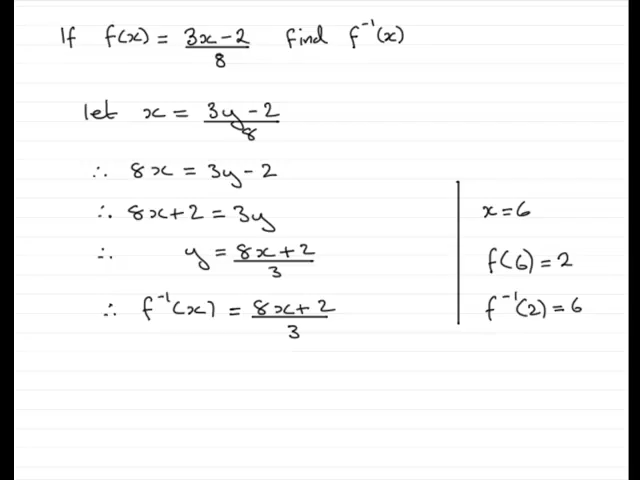 If f(x) = 3x - 2 / 8 find f⁻¹(x)
let x = 3y - 2 / 8
∴ 8x = 3y - 2
∴ 8x + 2 = 3y
∴ y = 8x + 2 / 3
∴ f⁻¹(x) = 8x + 2 / 3
x = 6
f(6) = 2
f⁻¹(2) = 6